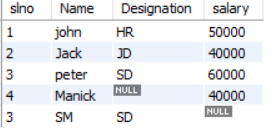 slno Name Designation salary
1 john HR 50000
2 Jack JD 40000
3 peter SD 60000
4 Manick NULL 40000
3 SM SD NULL